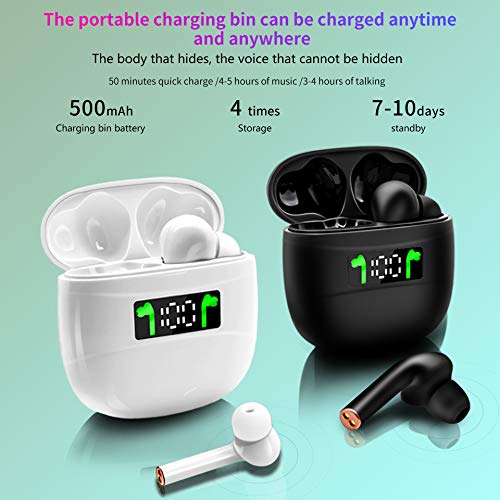 The portable charging bin can be charged anytime
and anywhere
The body that hides, the voice that cannot be hidden
50 minutes quick charge /4-5 hours of music /3-4 hours of talking
500mAh
Charging bin battery
4 times
Storage
7-10days
standby
100
100